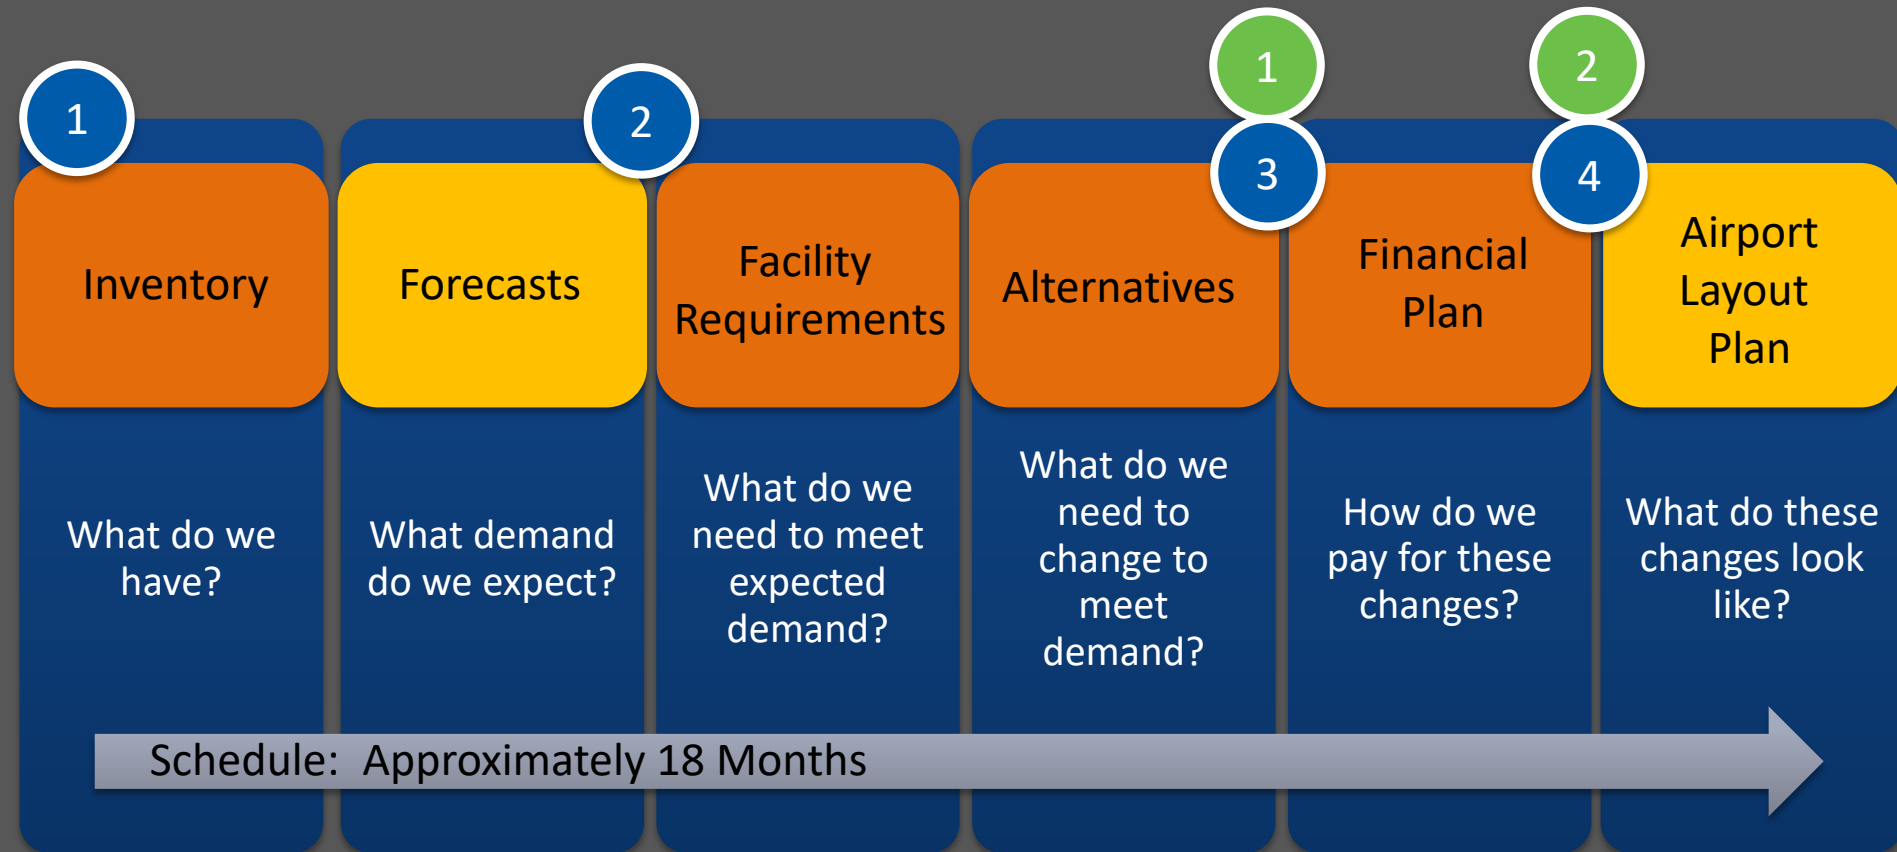 1
2
1
2
3
4
Inventory
Forecasts
Facility
Requirements
Alternatives
Financial
Plan
Airport
Layout
Plan
What do we
have?
What demand
do we expect?
What do we
need to meet
expected
demand?
What do we
need to
change to
meet
demand?
How do we
pay for these
changes?
What do these
changes look
like?
Schedule: Approximately 18 Months